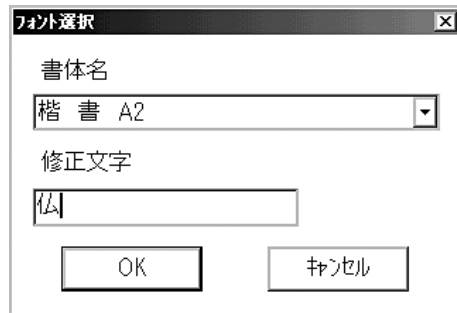 フォント選択
書体名
楷 書 A2
修正文字
仏
OK
キャンセル